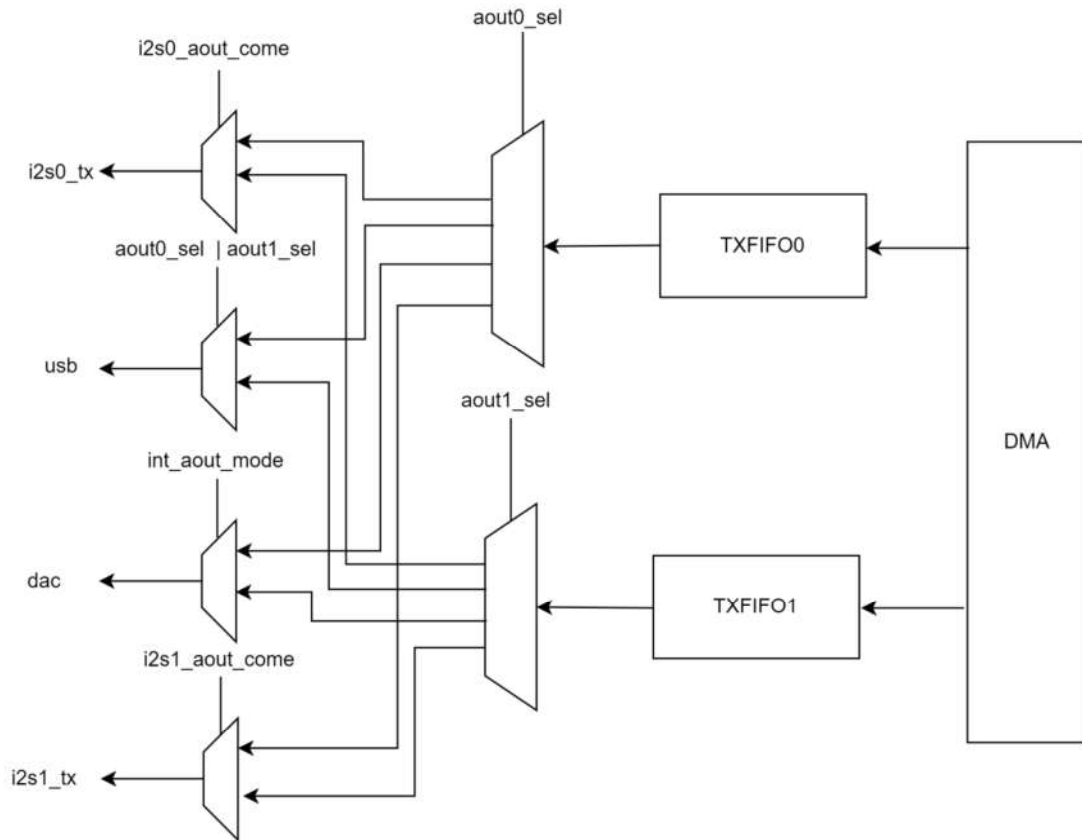 aout0_sel
i2s0_aout_come
i2s0_tx
aout0_sel | aout1_sel
TXFIFO0
usb
aout1_sel
DMA
int_aout_mode
dac
TXFIFO1
i2s1_aout_come
i2s1_tx